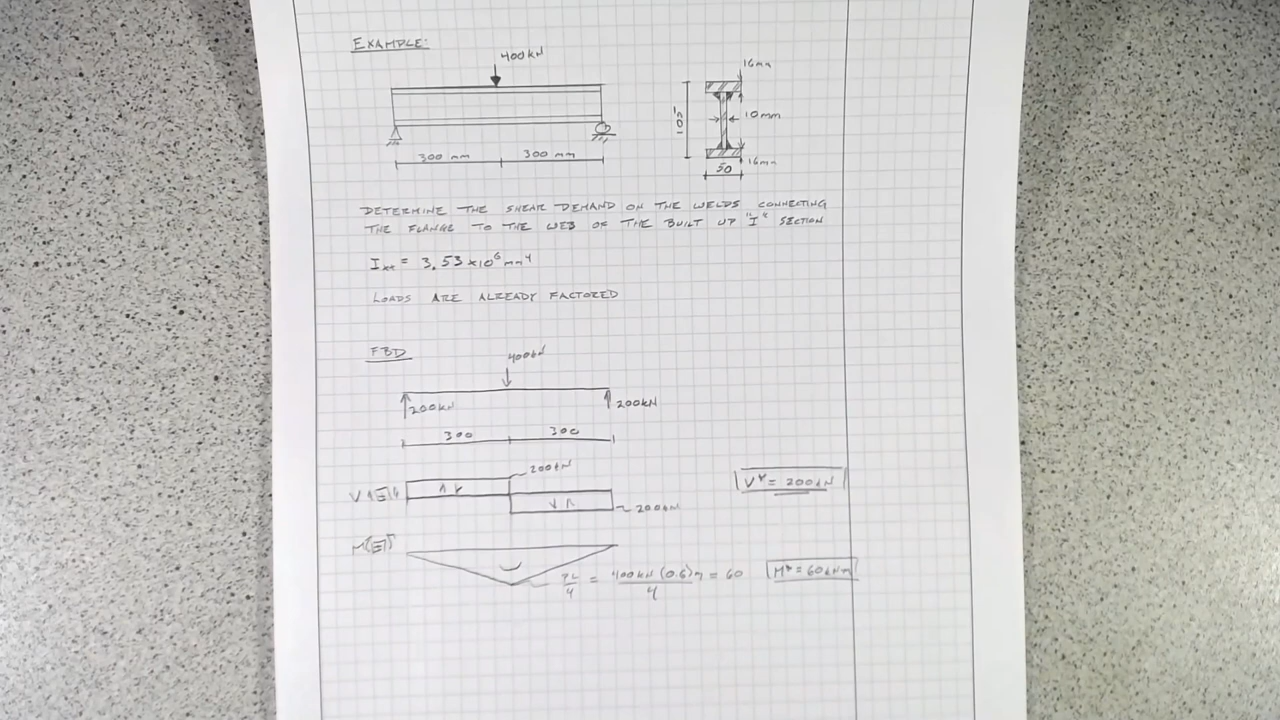 EXAMPLE:
400kN
300 mm 300 mm
16mm
10mm
16mm
50
DETERMINE THE SHEAR DEMAND ON THE WELDS CONNECTING
THE FLANGE TO THE WEB OF THE BUILT UP "I" SECTION
Ixx = 3.53x10⁶ mm⁴
LOADS ARE ALREADY FACTORED
FBD
400kN
200kN 200kN
300 300
200kN
V* = 200kN
200kN
PL/4 = 400kN (0.6)m/4 = 60
M* = 60kNm